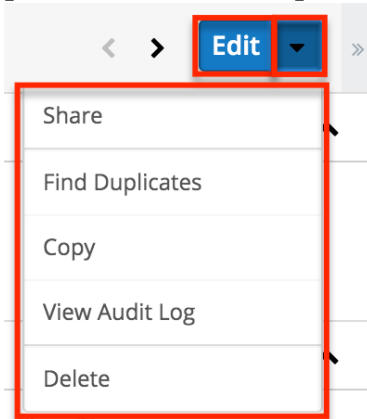 Edit
Share
Find Duplicates
Copy
View Audit Log
Delete